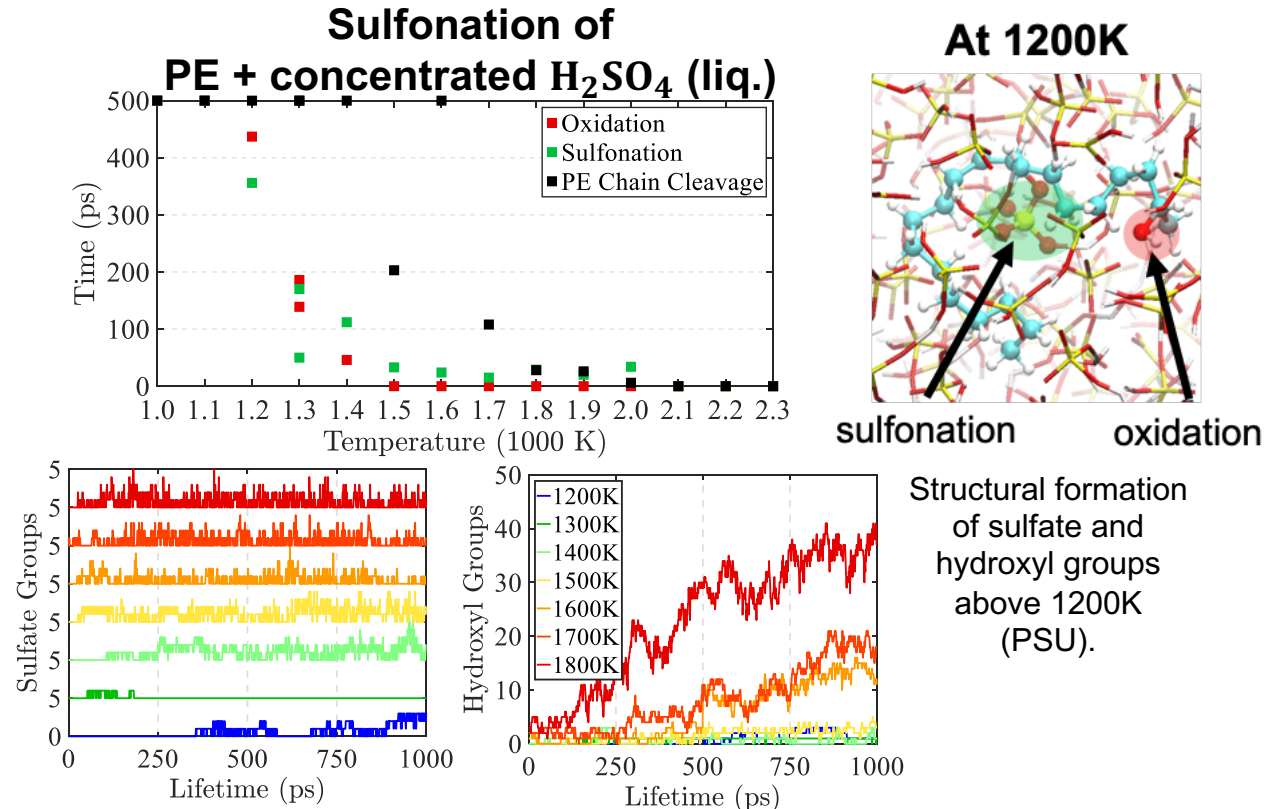 Sulfonation of
PE + concentrated H₂SO₄ (liq.)
At 1200K
500
400
300
200
100
0
Time (ps)
Oxidation
Sulfonation
PE Chain Cleavage
1.0 1.1 1.2 1.3 1.4 1.5 1.6 1.7 1.8 1.9 2.0 2.1 2.2 2.3
Temperature (1000 K)
sulfonation
oxidation
5
5
5
5
5
5
5
0
Sulfate Groups
0 250 500 750 1000
Lifetime (ps)
50
40
30
20
10
0
Hydroxyl Groups
1200K
1300K
1400K
1500K
1600K
1700K
1800K
0 250 500 750 1000
Lifetime (ps)
Structural formation
of sulfate and
hydroxyl groups
above 1200K
(PSU).